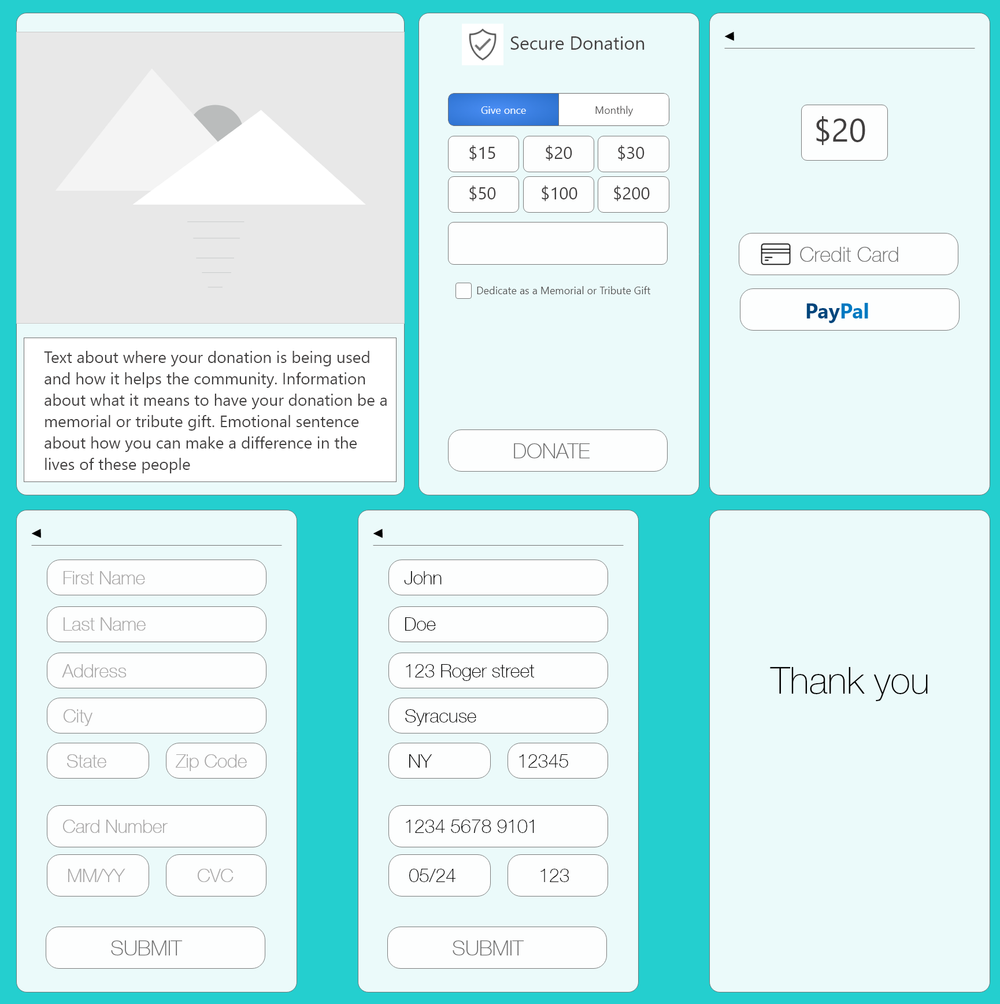 Text about where your donation is being used
and how it helps the community. Information
about what it means to have your donation be a
memorial or tribute gift. Emotional sentence
about how you can make a difference in the
lives of these people
Secure Donation
Give once Monthly
$15 $20 $30
$50 $100 $200
Dedicate as a Memorial or Tribute Gift
DONATE
$20
Credit Card
PayPal
First Name
Last Name
Address
City
State Zip Code
Card Number
MM/YY CVC
SUBMIT
John
Doe
123 Roger street
Syracuse
NY 12345
1234 5678 9101
05/24 123
SUBMIT
Thank you